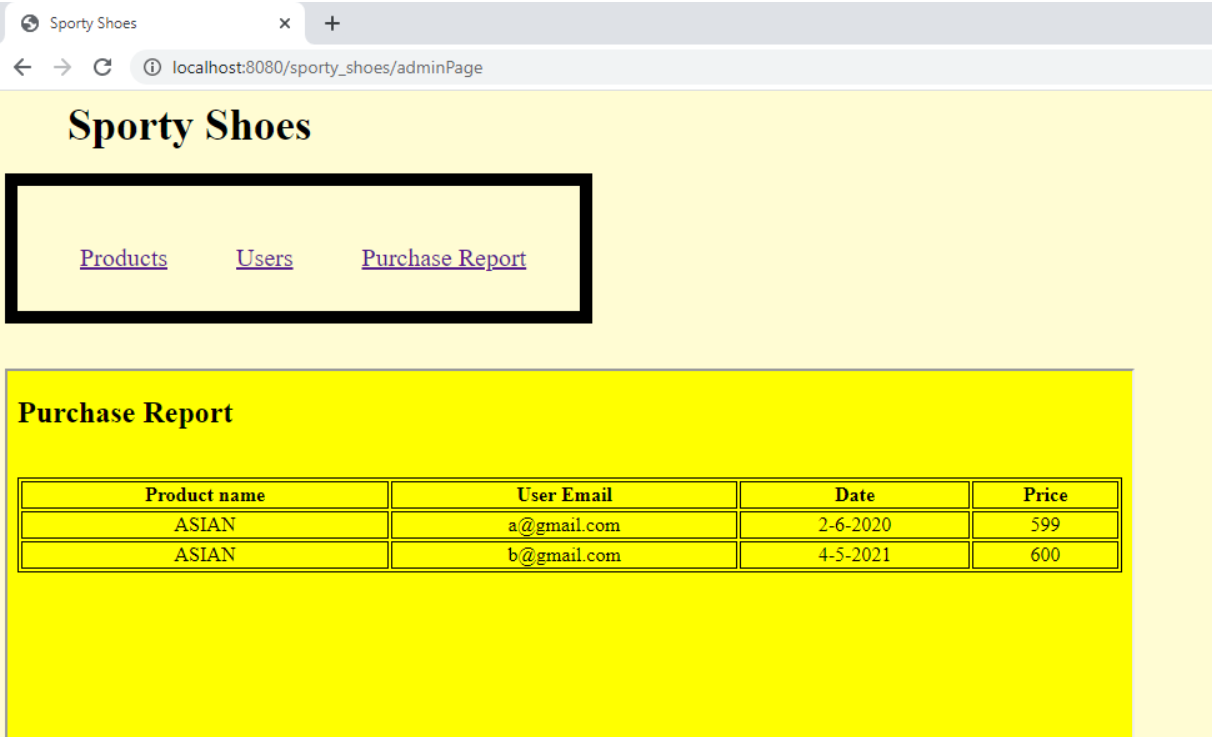 Sporty Shoes
localhost:8080/sporty_shoes/adminPage
Sporty Shoes
Products Users Purchase Report
Purchase Report
Product name User Email Date Price
ASIAN a@gmail.com 2-6-2020 599
ASIAN b@gmail.com 4-5-2021 600